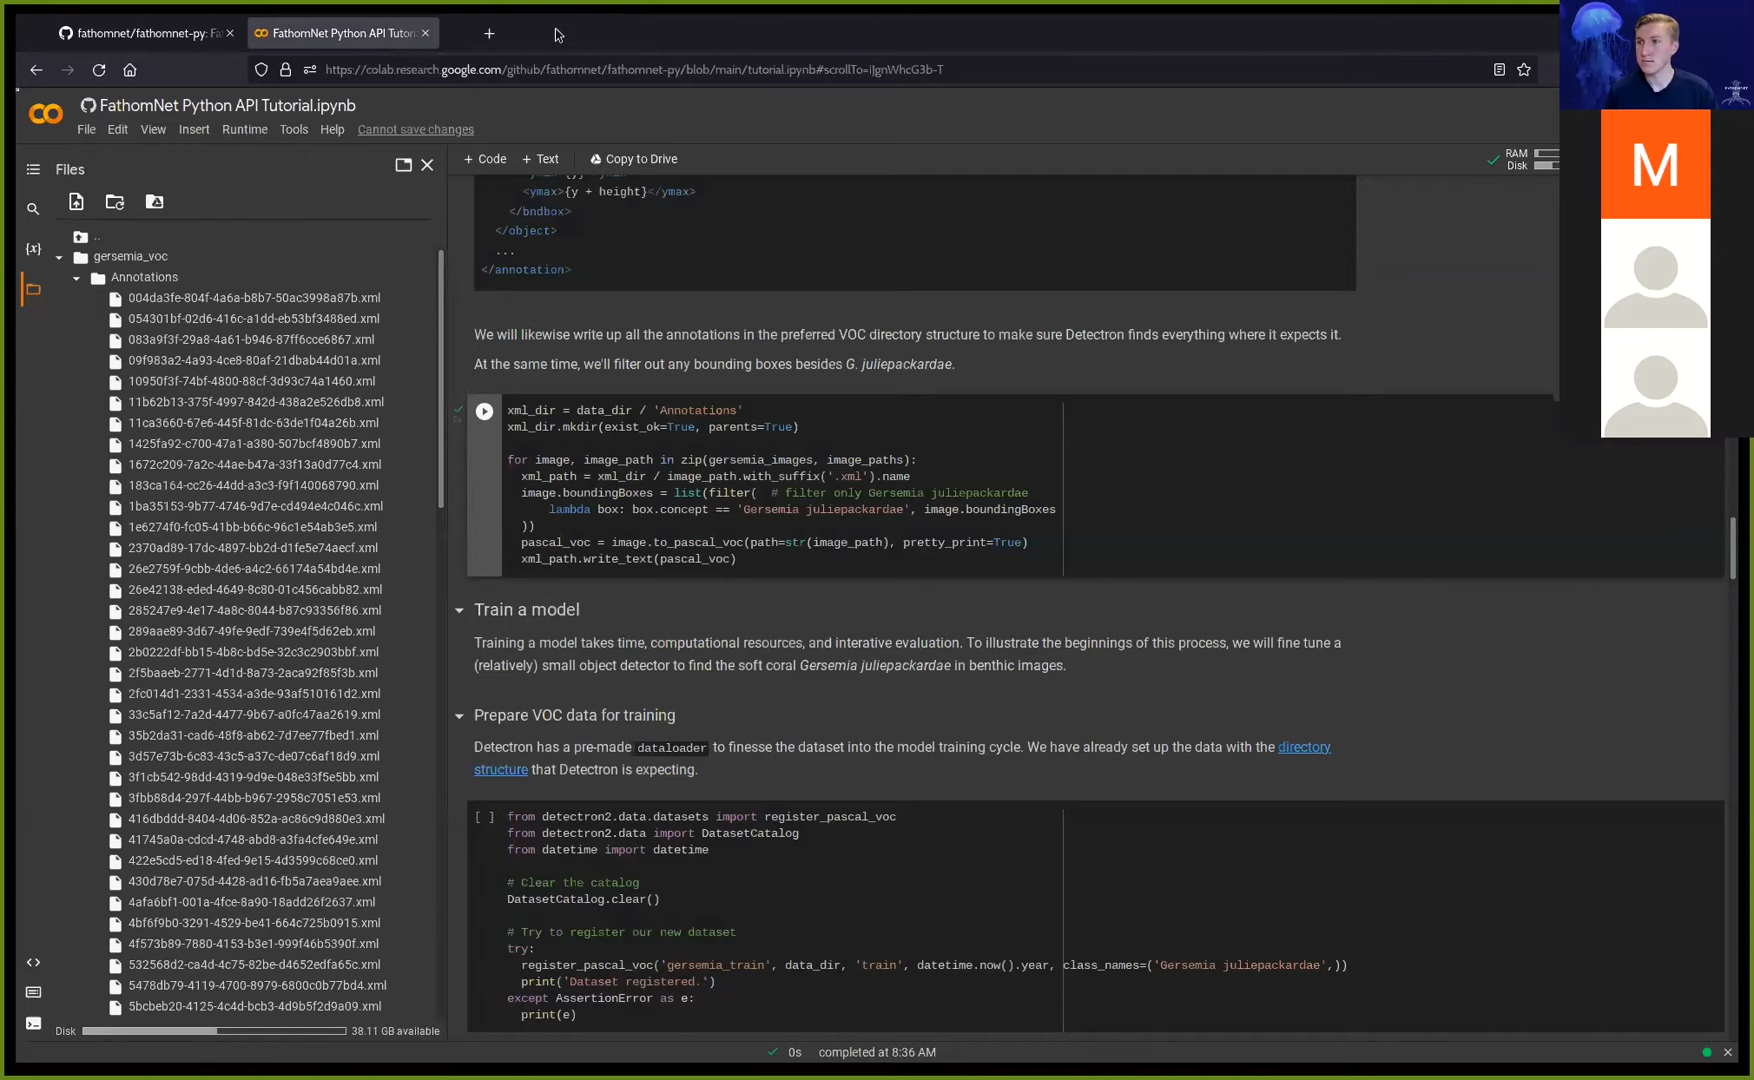 fathomnet/fathomnet-py: Fa
FathomNet Python API Tutori
https://colab.research.google.com/github/fathomnet/fathomnet-py/blob/main/tutorial.ipynb#scrollTo=iJgnWhcG3b-T
FathomNet Python API Tutorial.ipynb
File Edit View Insert Runtime Tools Help Cannot save changes
Files
+ Code + Text Copy to Drive
RAM
Disk
M
..
gersemia_voc
Annotations
004da3fe-804f-4a6a-b8b7-50ac3998a87b.xml
054301bf-02d6-416c-a1dd-eb53bf3488ed.xml
083a9f3f-29a8-4a61-b946-87ff6cce6867.xml
09f983a2-4a93-4ce8-80af-21dbab44d01a.xml
10950f3f-74bf-4800-88cf-3d93c74a1460.xml
11b62b13-375f-4997-842d-438a2e526db8.xml
11ca3660-67e6-445f-81dc-63de1f04a26b.xml
1425fa92-c700-47a1-a380-507bcf4890b7.xml
1672c209-7a2c-44ae-b47a-33f13a0d77c4.xml
183ca164-cc26-44dd-a3c3-f9f140068790.xml
1ba35153-9b77-4746-9d7e-cd494e4c046c.xml
1e6274f0-fc05-41bb-b66c-96c1e54ab3e5.xml
2370ad89-17dc-4897-bb2d-d1fe5e74aecf.xml
26e2759f-9cbb-4de6-a4c2-66174a54bd4e.xml
26e42138-eded-4649-8c80-01c456cabb82.xml
285247e9-4e17-4a8c-8044-b87c93356f86.xml
289aae89-3d67-49fe-9edf-739e4f5d62eb.xml
2b0222df-bb15-4b8c-bd5e-32c3c2903bbf.xml
2f5baaeb-2771-4d1d-8a73-2aca92f85f3b.xml
2fc014d1-2331-4534-a3de-93af510161d2.xml
33c5af12-7a2d-4477-9b67-a0fc47aa2619.xml
35b2da31-cad6-48f8-ab62-7d7ee77fbed1.xml
3d57e73b-6c83-43c5-a37c-de07c6af18d9.xml
3f1cb542-98dd-4319-9d9e-048e33f5e5bb.xml
3fbb88d4-297f-44bb-b967-2958c7051e53.xml
416dbddd-8404-4d06-852a-ac86c9d880e3.xml
41745a0a-cdcd-4748-abd8-a3fa4cfe649e.xml
422e5cd5-ed18-4fed-9e15-4d3599c68ce0.xml
430d78e7-075d-4428-ad16-fb5a7aea9aee.xml
4afa6bf1-001a-4fce-8a90-18add26f2637.xml
4bf6f9b0-3291-4529-be41-664c725b0915.xml
4f573b89-7880-4153-b3e1-999f46b5390f.xml
532568d2-ca4d-4c75-82be-d4652edfa65c.xml
5478db79-4119-4700-8979-6800c0b77bd4.xml
5bcbeb20-4125-4c4d-bcb3-4d9b5f2d9a09.xml
Disk 38.11 GB available
<ymax>{y + height}</ymax>
</bndbox>
</object>
...
</annotation>
We will likewise write up all the annotations in the preferred VOC directory structure to make sure Detectron finds everything where it expects it.
At the same time, we'll filter out any bounding boxes besides G. juliepackardae.
xml_dir = data_dir / 'Annotations'
xml_dir.mkdir(exist_ok=True, parents=True)
for image, image_path in zip(gersemia_images, image_paths):
xml_path = xml_dir / image_path.with_suffix('.xml').name
image.boundingBoxes = list(filter( # filter only Gersemia juliepackardae
lambda box: box.concept == 'Gersemia juliepackardae', image.boundingBoxes
))
pascal_voc = image.to_pascal_voc(path=str(image_path), pretty_print=True)
xml_path.write_text(pascal_voc)
Train a model
Training a model takes time, computational resources, and interative evaluation. To illustrate the beginnings of this process, we will fine tune a
(relatively) small object detector to find the soft coral Gersemia juliepackardae in benthic images.
Prepare VOC data for training
Detectron has a pre-made dataloader to finesse the dataset into the model training cycle. We have already set up the data with the directory
structure that Detectron is expecting.
[ ] from detectron2.data.datasets import register_pascal_voc
from detectron2.data import DatasetCatalog
from datetime import datetime
# Clear the catalog
DatasetCatalog.clear()
# Try to register our new dataset
try:
register_pascal_voc('gersemia_train', data_dir, 'train', datetime.now().year, class_names=('Gersemia juliepackardae',))
print('Dataset registered.')
except AssertionError as e:
print(e)
0s completed at 8:36 AM